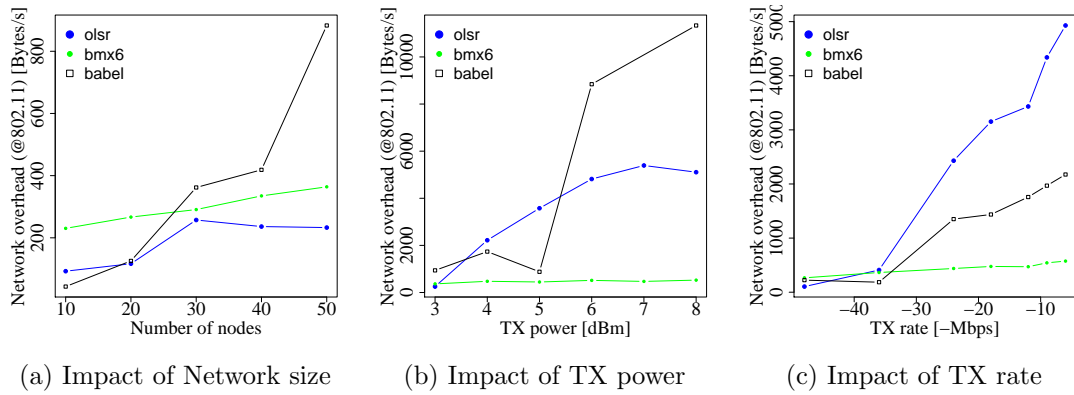 Network overhead (@802.11) [Bytes/s]
200 400 600 800
olsr
bmx6
babel
10 20 30 40 50
Number of nodes
(a) Impact of Network size
Network overhead (@802.11) [Bytes/s]
0 2000 6000 10000
olsr
bmx6
babel
3 4 5 6 7 8
TX power [dBm]
(b) Impact of TX power
Network overhead (@802.11) [Bytes/s]
0 1000 2000 3000 4000 5000
olsr
bmx6
babel
−40 −30 −20 −10
TX rate [−Mbps]
(c) Impact of TX rate